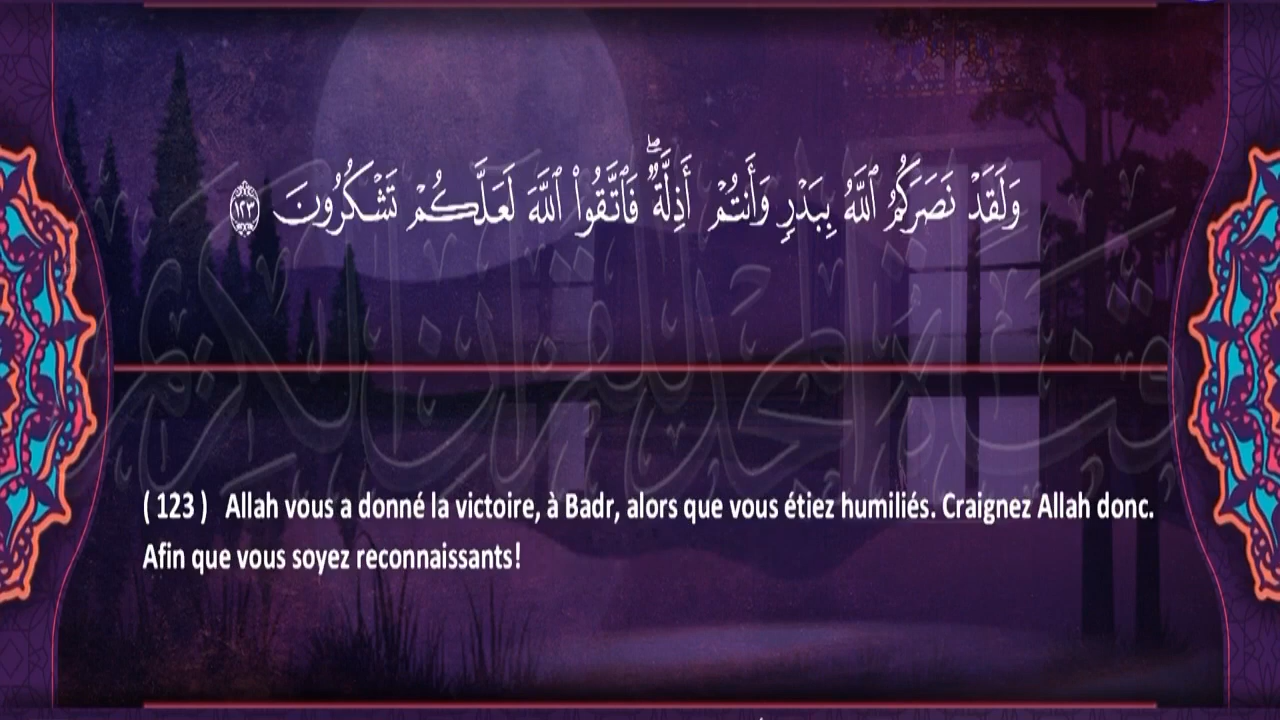 وَلَقَدْ نَصَرَكُمُ ٱللَّهُ بِبَدْرٍ وَأَنتُمْ أَذِلَّةٌ ۖ فَٱتَّقُوا۟ ٱللَّهَ لَعَلَّكُمْ تَشْكُرُونَ ١٢٣
( 123 ) Allah vous a donné la victoire, à Badr, alors que vous étiez humiliés. Craignez Allah donc.
Afin que vous soyez reconnaissants!